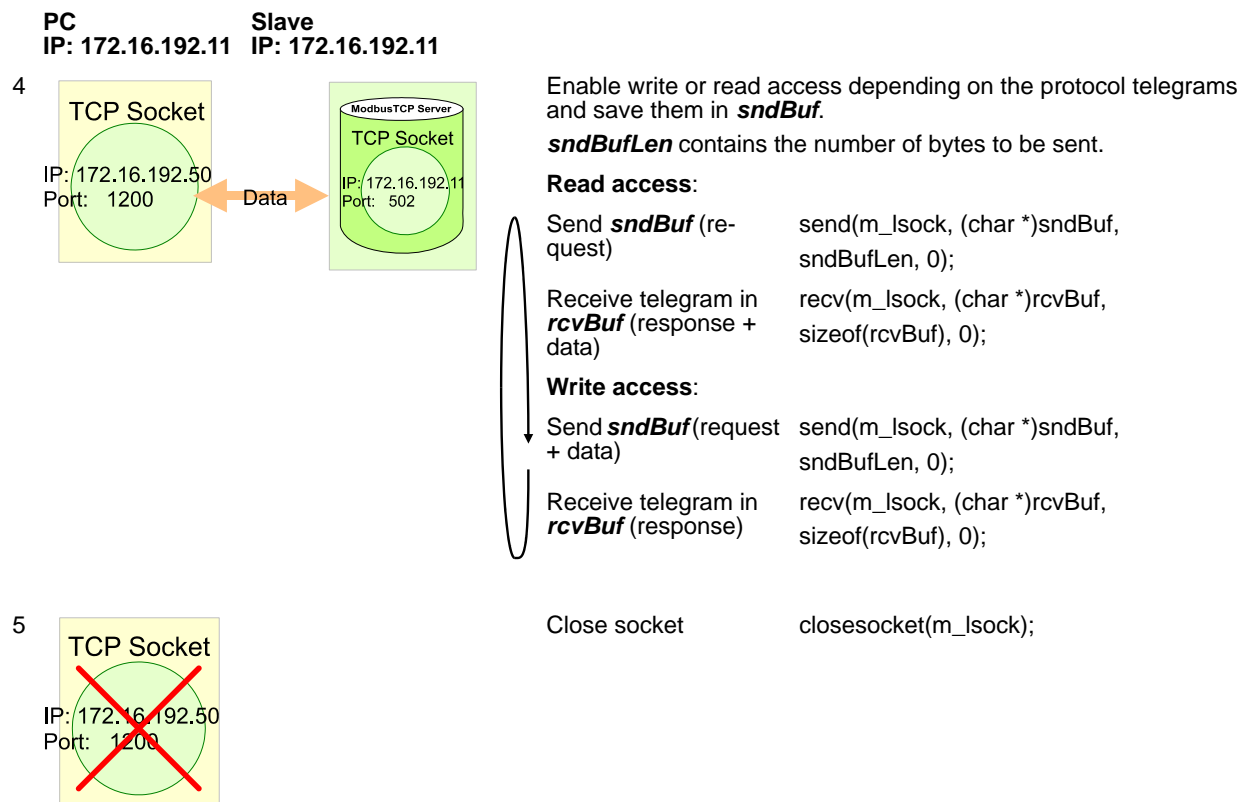 PC Slave
IP: 172.16.192.11 IP: 172.16.192.11
4
TCP Socket
IP: 172.16.192.50
Port: 1200
Data
ModbusTCP Server
TCP Socket
IP: 172.16.192.11
Port: 502
Enable write or read access depending on the protocol telegrams
and save them in sndBuf.
sndBufLen contains the number of bytes to be sent.
Read access:
Send sndBuf (re-
quest)
send(m_lsock, (char *)sndBuf,
sndBufLen, 0);
Receive telegram in
rcvBuf (response +
data)
recv(m_lsock, (char *)rcvBuf,
sizeof(rcvBuf), 0);
Write access:
Send sndBuf (request
+ data)
send(m_lsock, (char *)sndBuf,
sndBufLen, 0);
Receive telegram in
rcvBuf (response)
recv(m_lsock, (char *)rcvBuf,
sizeof(rcvBuf), 0);
5
TCP Socket
IP: 172.16.192.50
Port: 1200
Close socket
closesocket(m_lsock);